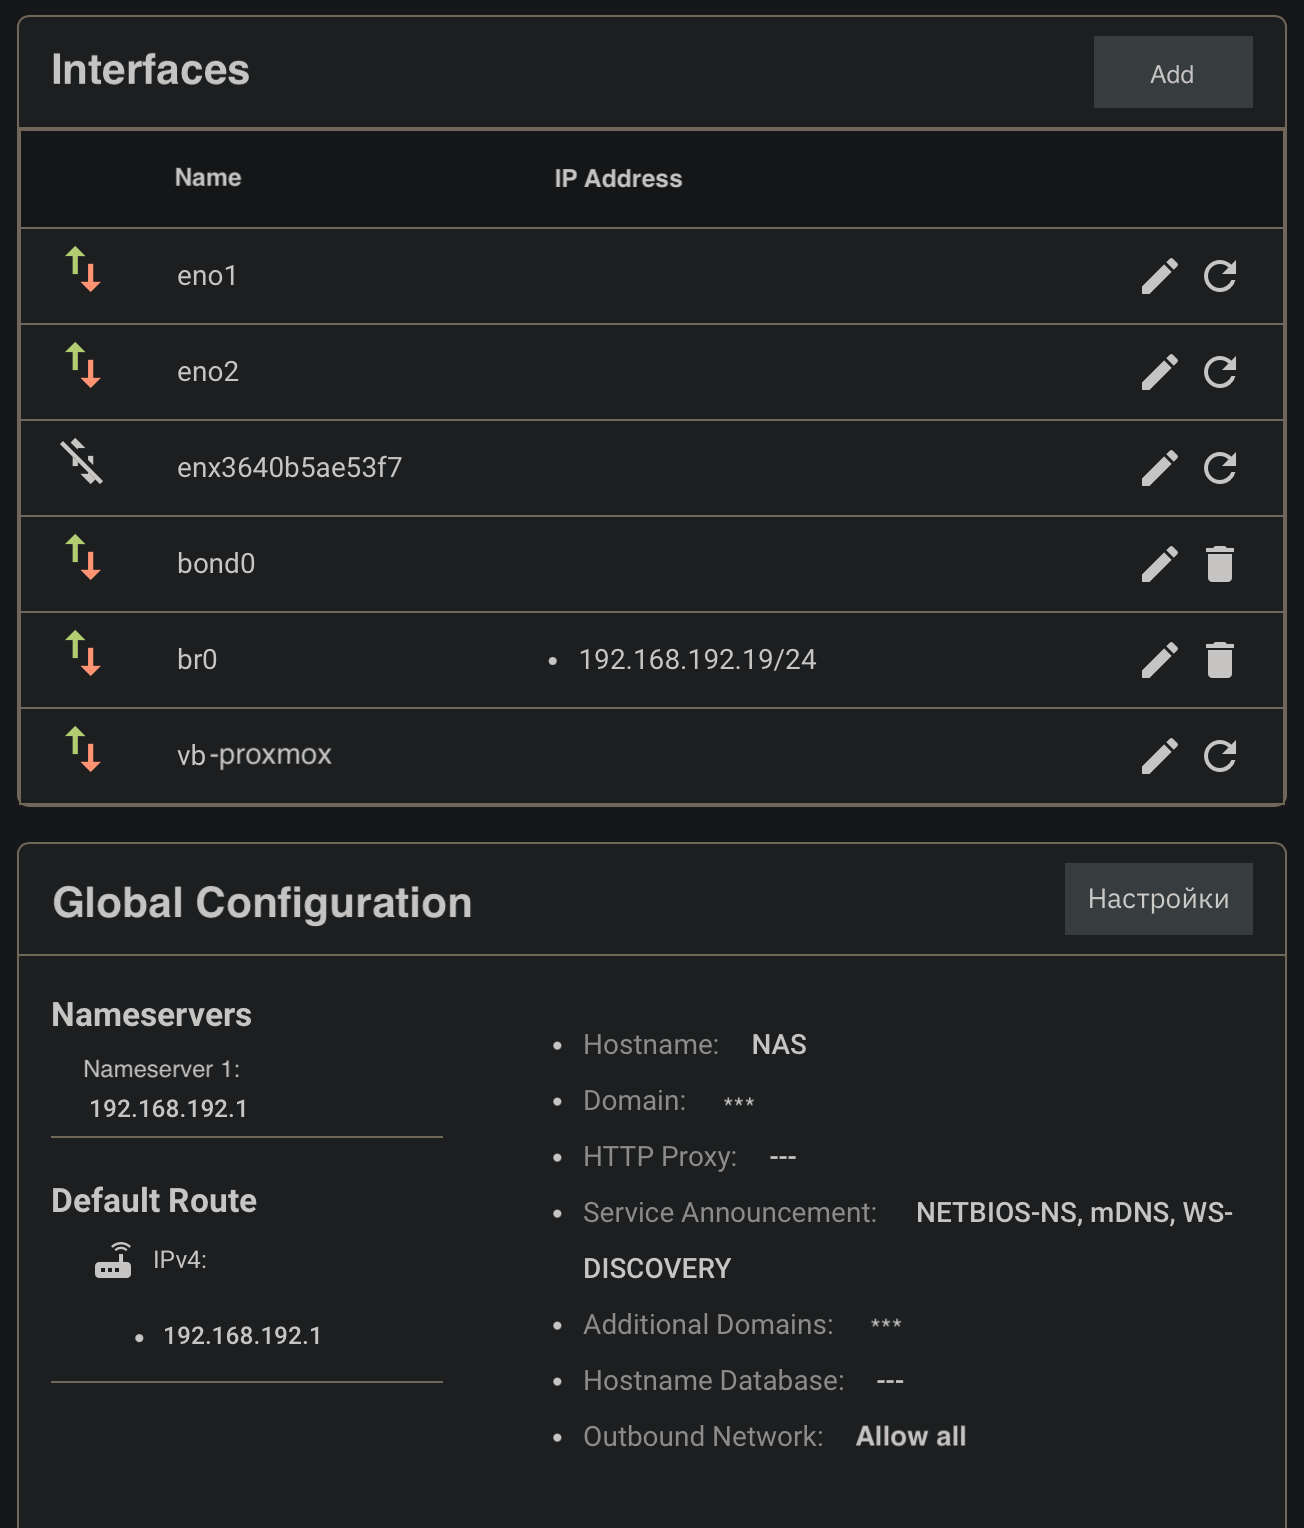 Interfaces
Add
Name IP Address
eno1
eno2
enx3640b5ae53f7
bond0
br0 • 192.168.192.19/24
vb-proxmox
Global Configuration
Настройки
Nameservers
Nameserver 1:
192.168.192.1
Default Route
IPv4:
• 192.168.192.1
• Hostname: NAS
• Domain: ***
• HTTP Proxy: ---
• Service Announcement: NETBIOS-NS, mDNS, WS-
DISCOVERY
• Additional Domains: ***
• Hostname Database: ---
• Outbound Network: Allow all